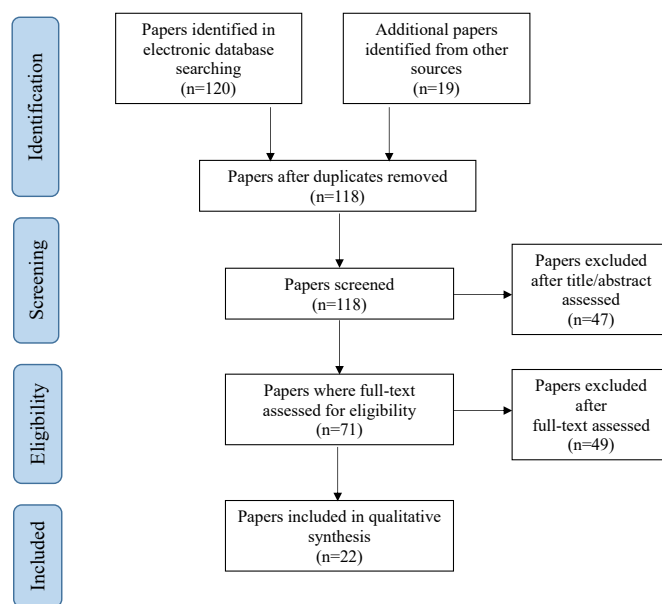 Identification
Papers identified in
electronic database
searching
(n=120)
Additional papers
identified from other
sources
(n=19)
Papers after duplicates removed
(n=118)
Screening
Papers screened
(n=118)
Papers excluded
after title/abstract
assessed
(n=47)
Eligibility
Papers where full-text
assessed for eligibility
(n=71)
Papers excluded
after
full-text assessed
(n=49)
Included
Papers included in qualitative
synthesis
(n=22)